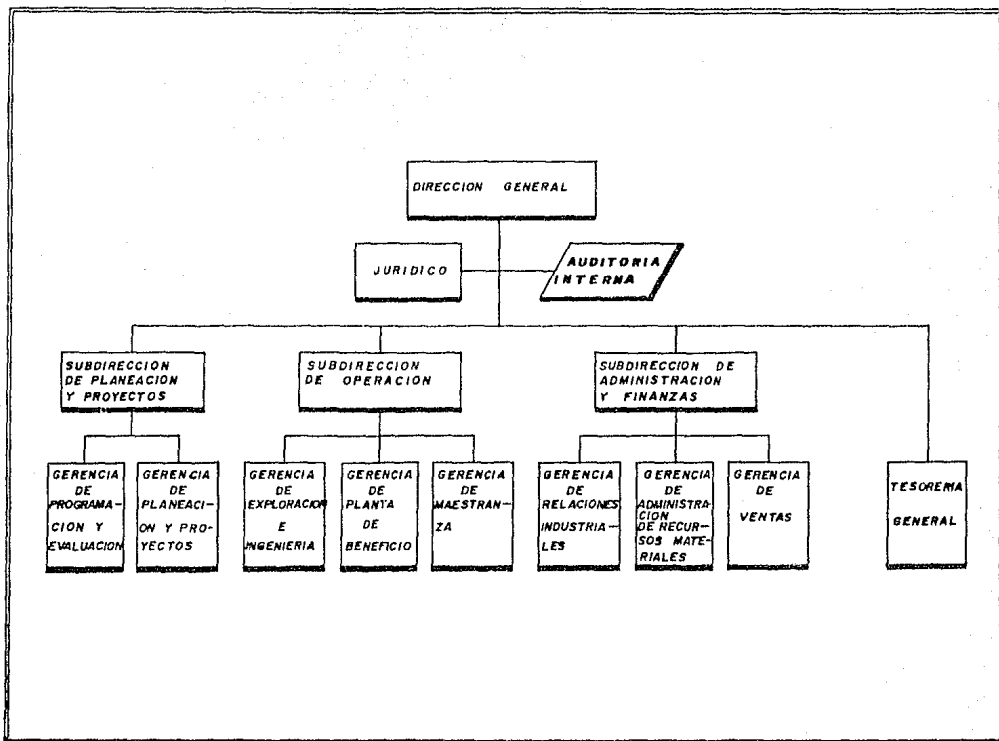 DIRECCION GENERAL
JURIDICO
AUDITORIA
INTERNA
SUBDIRECCION
DE PLANEACION
Y PROYECTOS
SUBDIRECCION
DE OPERACION
SUBDIRECCION DE
ADMINISTRACION
Y FINANZAS
GERENCIA
DE
PROGRAMA-
CION Y
EVALUACION
GERENCIA
DE
PLANEACI-
ON Y PRO-
YECTOS
GERENCIA
DE
EXPLORACION
E
INGENIERIA
GERENCIA
DE
PLANTA
DE
BENEFICIO
GERENCIA
DE
MAESTRAN-
ZA
GERENCIA
DE
RELACIONES
INDUSTRIA-
LES
GERENCIA
DE
ADMINISTRA
CION
DE RECUR-
SOS MATE-
RIALES
GERENCIA
DE
VENTAS
TESORERIA
GENERAL